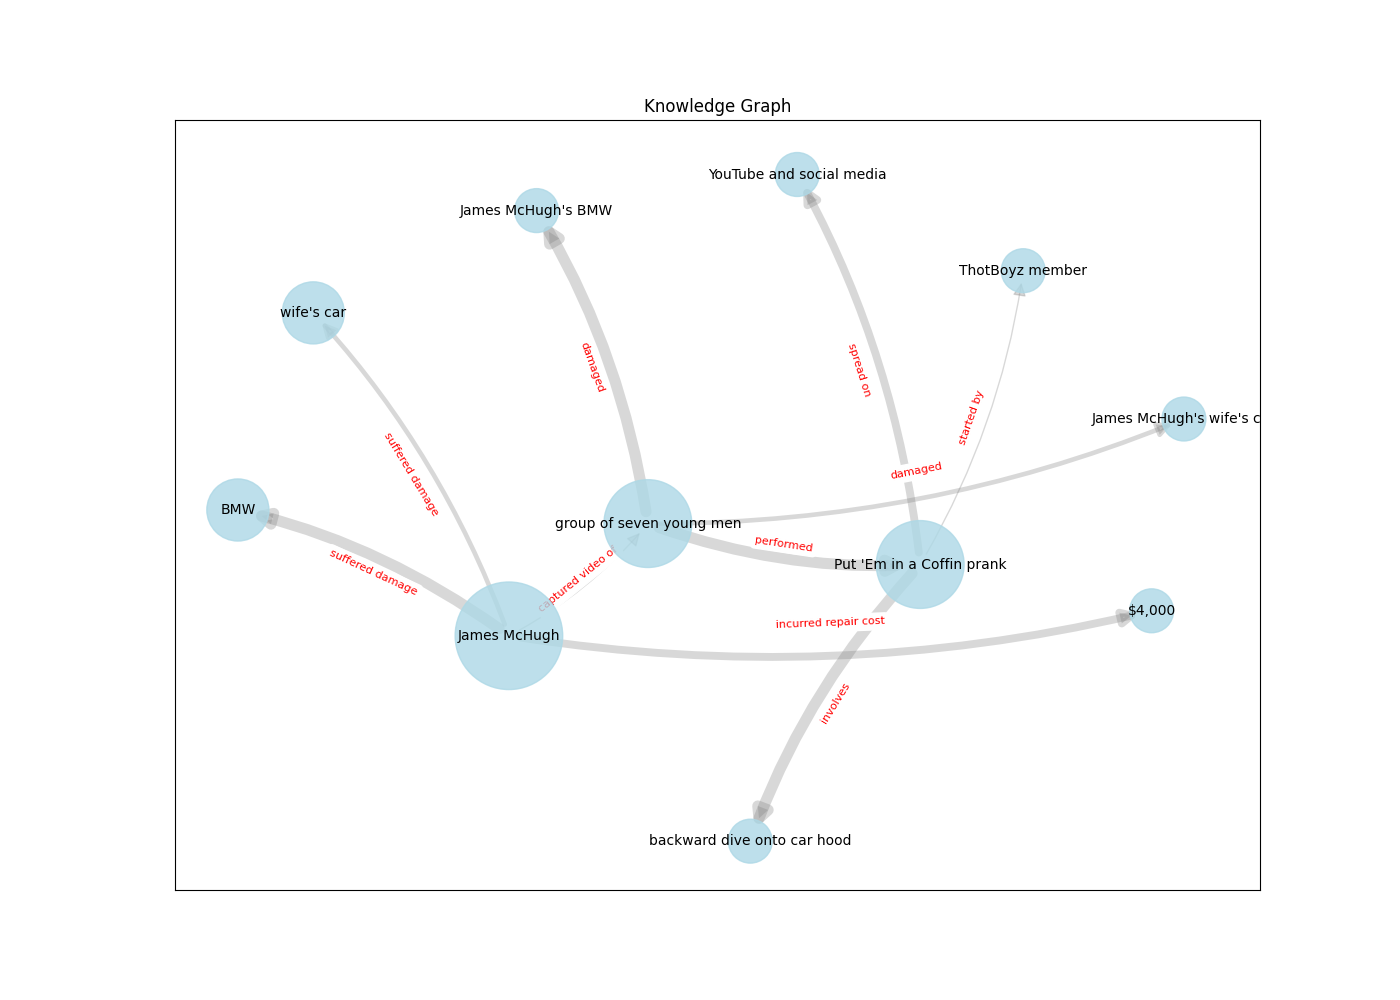 Knowledge Graph
YouTube and social media
James McHugh's BMW
ThotBoyz member
wife's car
damaged
spread on
started by
James McHugh's wife's c
suffered damage
damaged
BMW
group of seven young men
performed
suffered damage
captured video o
Put 'Em in a Coffin prank
incurred repair cost
$4,000
James McHugh
involves
backward dive onto car hood